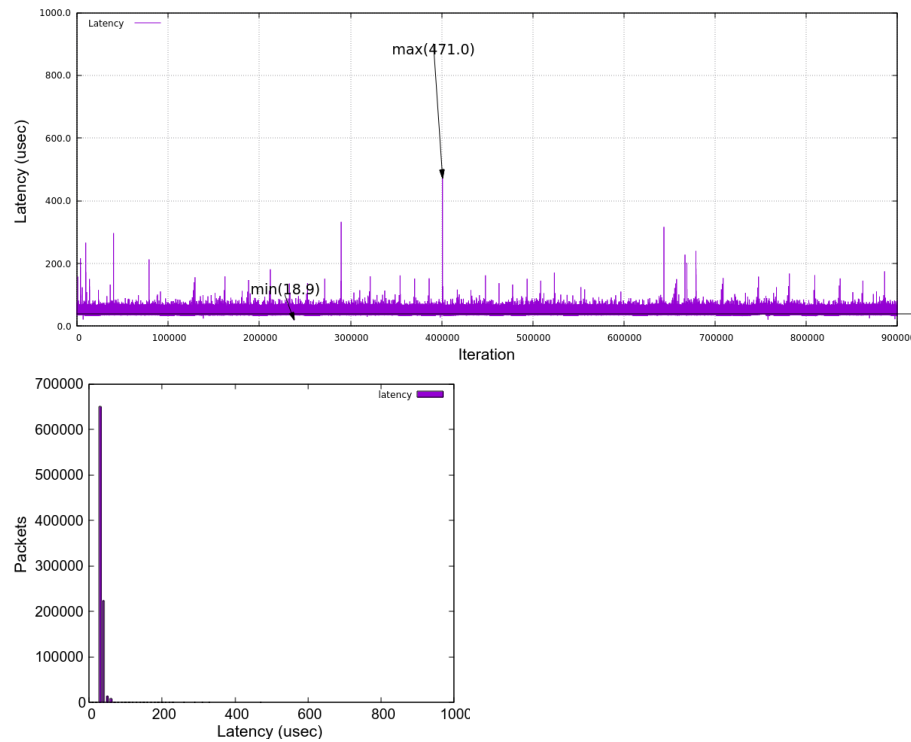 1000.0
Latency
max(471.0)
800.0
600.0
Latency (usec)
400.0
200.0
min(18.9)
0.0
0 100000 200000 300000 400000 500000 600000 700000 800000 90000
Iteration
700000
latency
600000
500000
400000
Packets
300000
200000
100000
0
0 200 400 600 800 1000
Latency (usec)